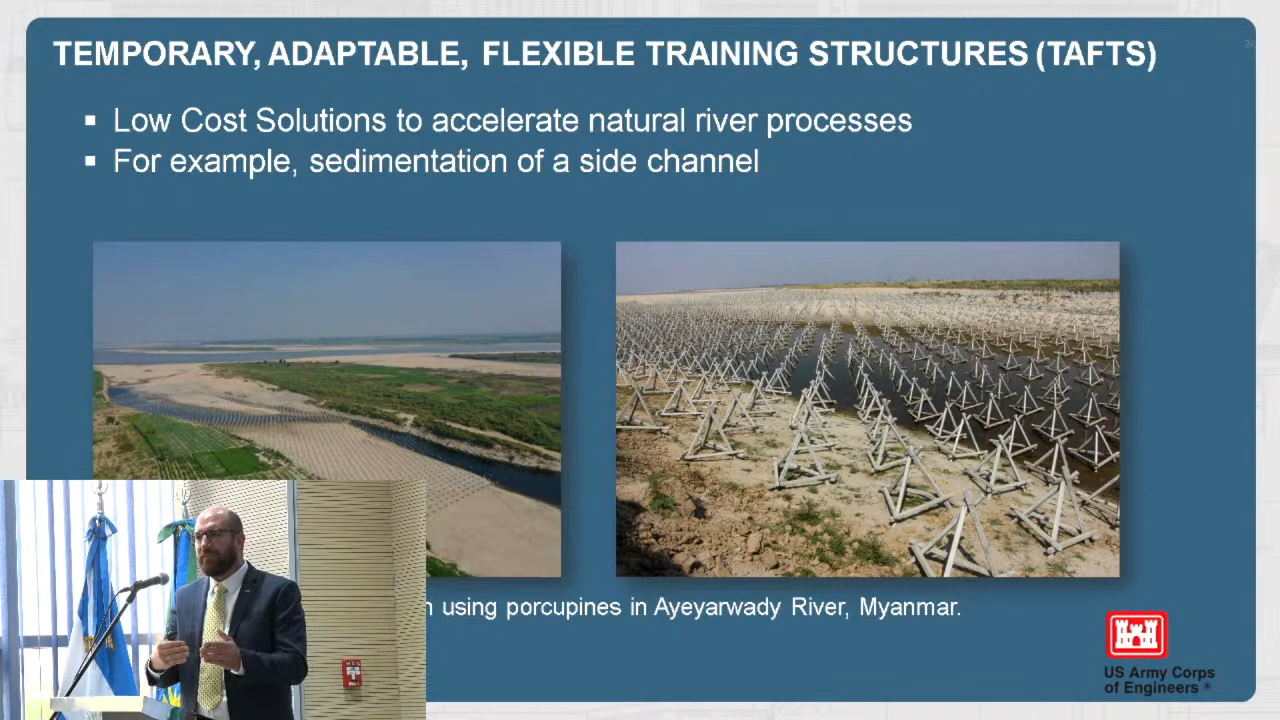 TEMPORARY, ADAPTABLE, FLEXIBLE TRAINING STRUCTURES (TAFTS)
24
▪ Low Cost Solutions to accelerate natural river processes
▪ For example, sedimentation of a side channel
using porcupines in Ayeyarwady River, Myanmar.
US Army Corps
of Engineers ®